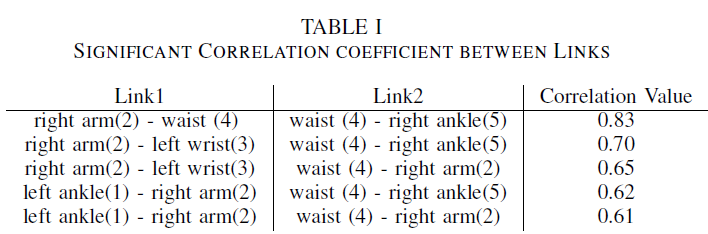 TABLE I
SIGNIFICANT CORRELATION COEFFICIENT BETWEEN LINKS
Link1 Link2 Correlation Value
right arm(2) - waist (4) waist (4) - right ankle(5) 0.83
right arm(2) - left wrist(3) waist (4) - right ankle(5) 0.70
right arm(2) - left wrist(3) waist (4) - right arm(2) 0.65
left ankle(1) - right arm(2) waist (4) - right ankle(5) 0.62
left ankle(1) - right arm(2) waist (4) - right arm(2) 0.61